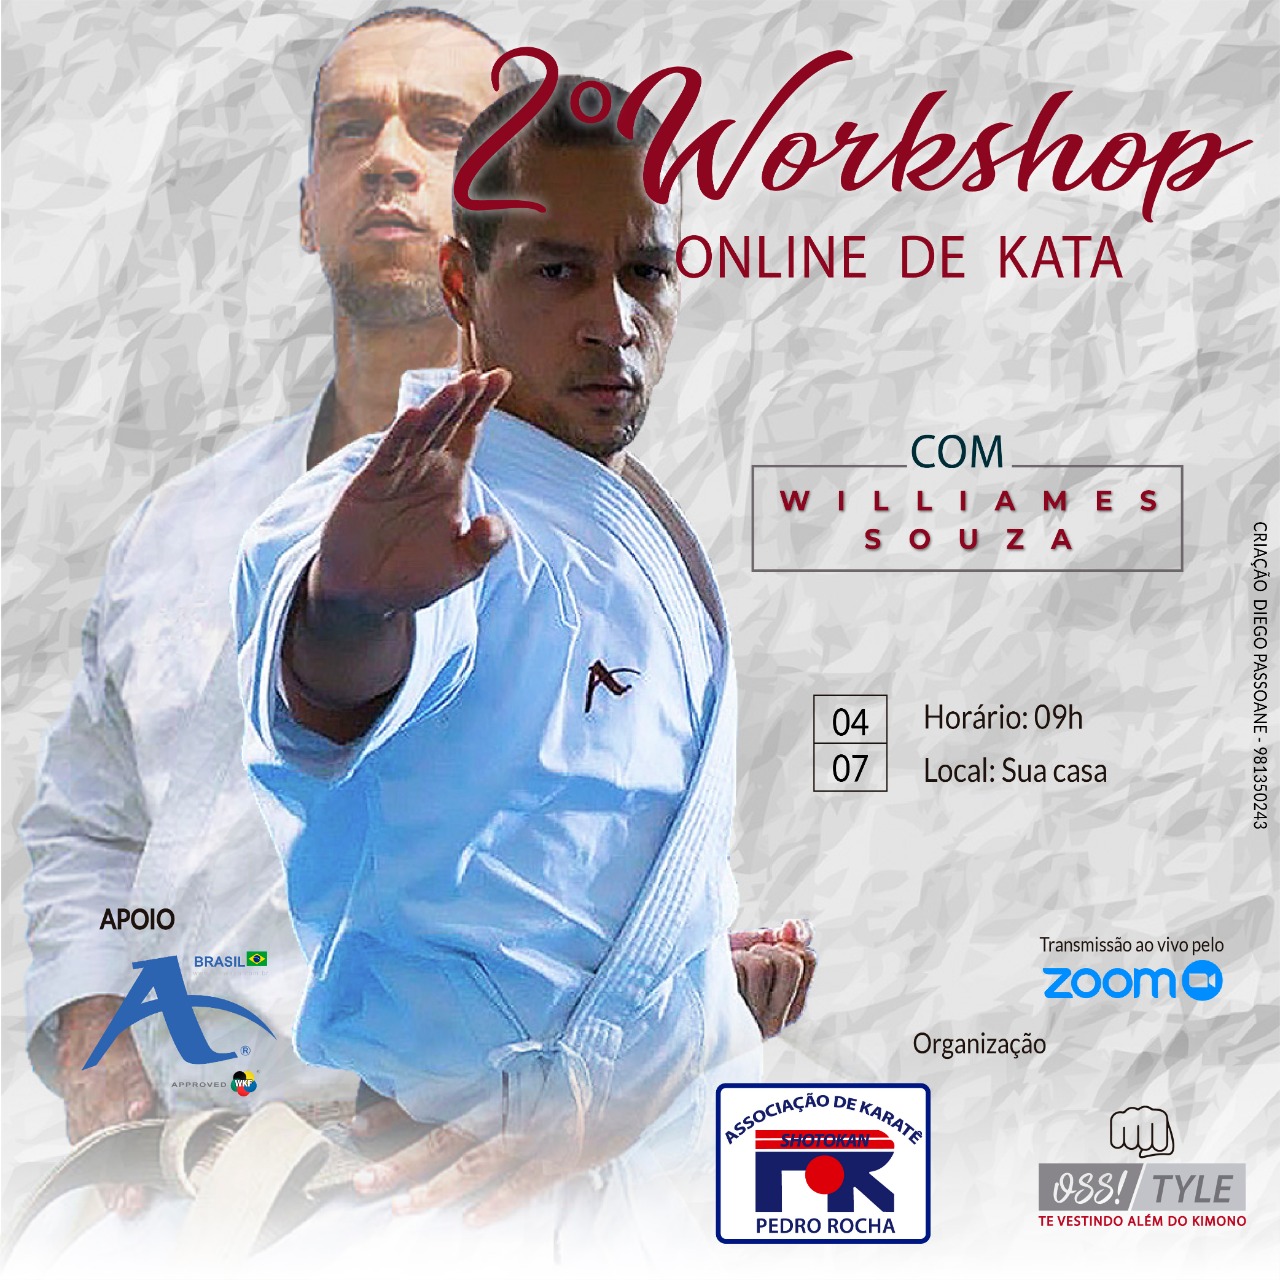 2º Workshop
ONLINE DE KATA
COM
WILLIAMES
SOUZA
04
07
Horário: 09h
Local: Sua casa
CRIAÇÃO DIEGO PASSOANE - 981350243
APOIO
BRASIL
®
APPROVED WKF
Transmissão ao vivo pelo
zoom
Organização
ASSOCIAÇÃO DE KARATÊ
SHOTOKAN
PR
PEDRO ROCHA
OSS! / TYLE
TE VESTINDO ALÉM DO KIMONO